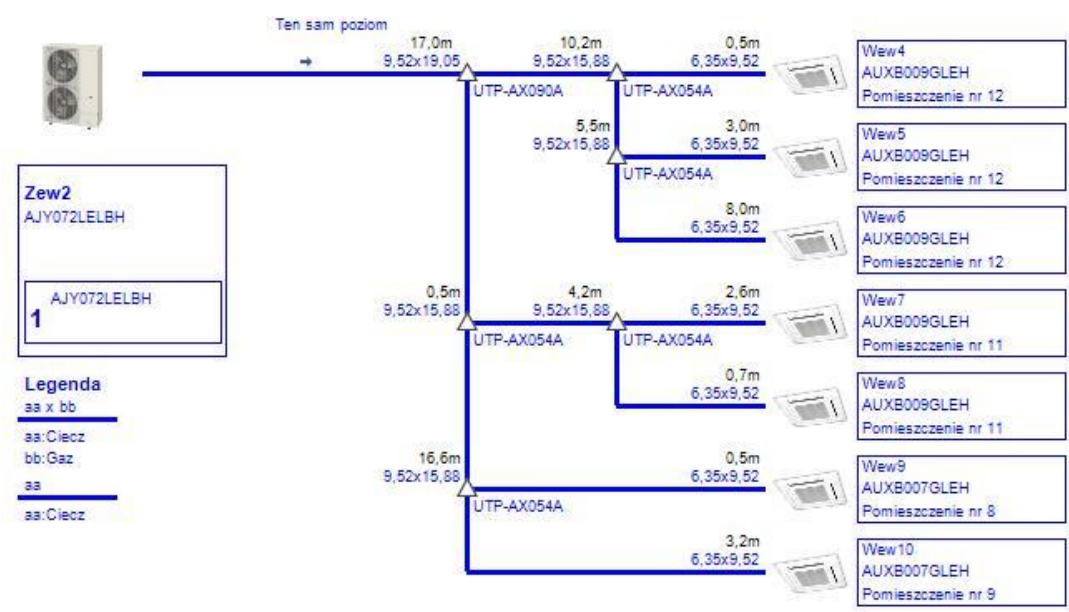 Ten sam poziom
17,0m
9,52x19,05
10,2m
9,52x15,88
0,5m
6,35x9,52
UTP-AX090A
UTP-AX054A
Wew4
AUXB009GLEH
Pomieszczenie nr 12
5,5m
9,52x15,88
3,0m
6,35x9,52
UTP-AX054A
Wew5
AUXB009GLEH
Pomieszczenie nr 12
8,0m
6,35x9,52
Wew6
AUXB009GLEH
Pomieszczenie nr 12
Zew2
AJY072LELBH
AJY072LELBH
1
0,5m
9,52x15,88
4,2m
9,52x15,88
2,6m
6,35x9,52
UTP-AX054A
UTP-AX054A
Wew7
AUXB009GLEH
Pomieszczenie nr 11
0,7m
6,35x9,52
Wew8
AUXB009GLEH
Pomieszczenie nr 11
Legenda
aa x bb
aa:Ciecz
bb:Gaz
aa
aa:Ciecz
16,6m
9,52x15,88
0,5m
6,35x9,52
UTP-AX054A
Wew9
AUXB007GLEH
Pomieszczenie nr 8
3,2m
6,35x9,52
Wew10
AUXB007GLEH
Pomieszczenie nr 9